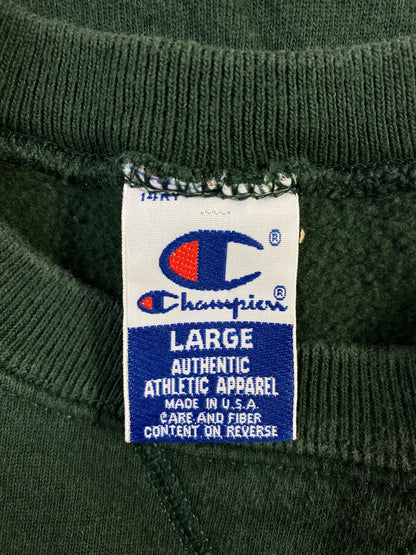 ®
Champion®
LARGE
AUTHENTIC
ATHLETIC APPAREL
MADE IN U.S.A.
CARE AND FIBER
CONTENT ON REVERSE